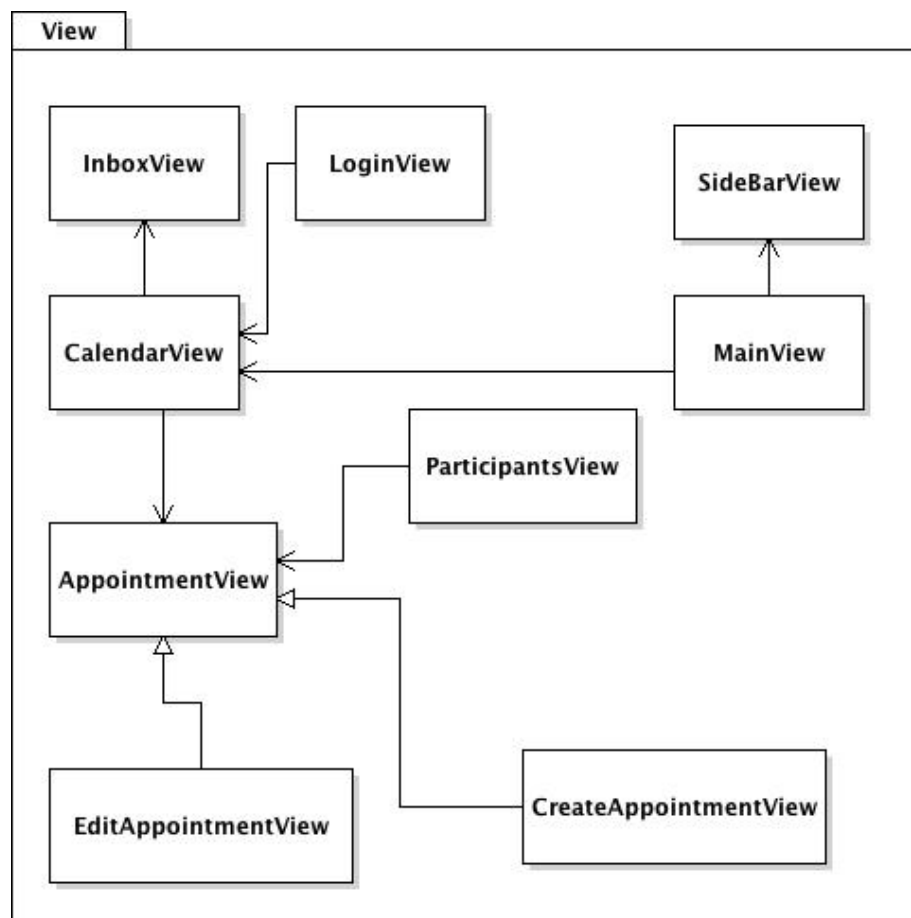 View
InboxView
LoginView
SideBarView
CalendarView
MainView
ParticipantsView
AppointmentView
EditAppointmentView
CreateAppointmentView